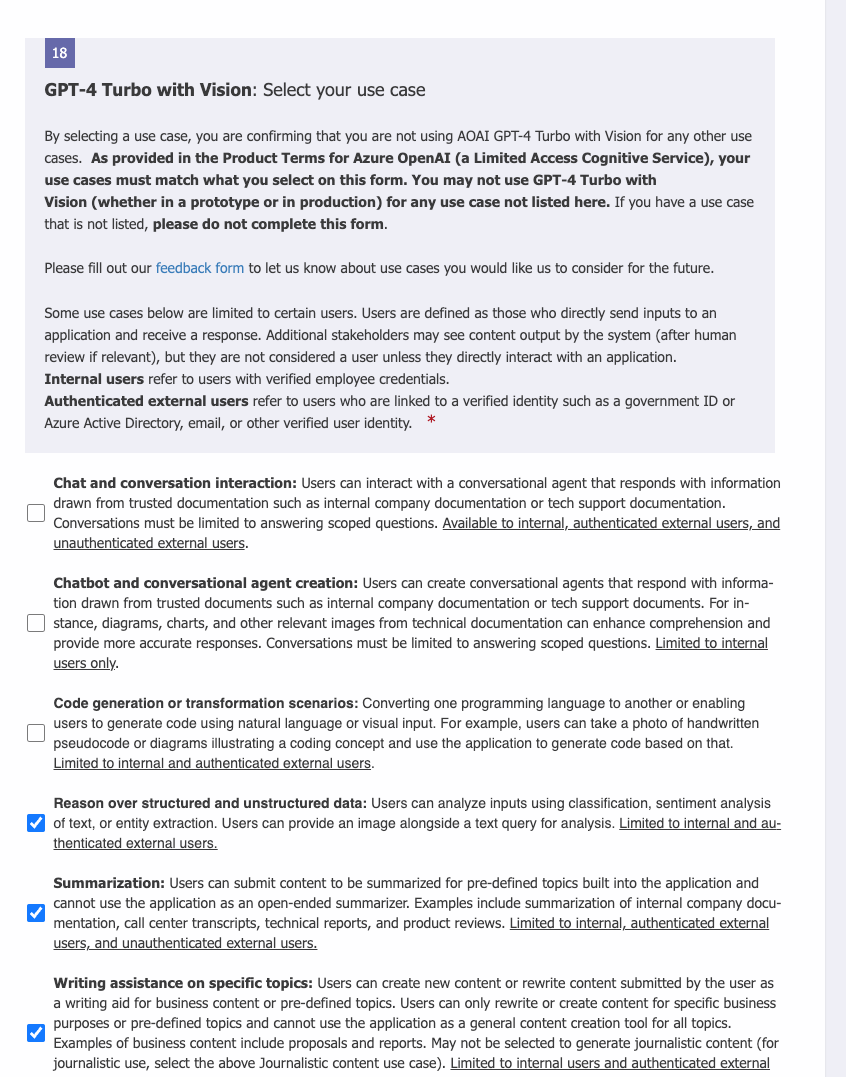 18
GPT-4 Turbo with Vision: Select your use case
By selecting a use case, you are confirming that you are not using AOAI GPT-4 Turbo with Vision for any other use
cases.  As provided in the Product Terms for Azure OpenAI (a Limited Access Cognitive Service), your
use cases must match what you select on this form. You may not use GPT-4 Turbo with
Vision (whether in a prototype or in production) for any use case not listed here. If you have a use case
that is not listed, please do not complete this form.
Please fill out our feedback form to let us know about use cases you would like us to consider for the future.
Some use cases below are limited to certain users. Users are defined as those who directly send inputs to an
application and receive a response. Additional stakeholders may see content output by the system (after human
review if relevant), but they are not considered a user unless they directly interact with an application.
Internal users refer to users with verified employee credentials.
Authenticated external users refer to users who are linked to a verified identity such as a government ID or
Azure Active Directory, email, or other verified user identity. *
Chat and conversation interaction: Users can interact with a conversational agent that responds with information
drawn from trusted documentation such as internal company documentation or tech support documentation.
Conversations must be limited to answering scoped questions. Available to internal, authenticated external users, and
unauthenticated external users.
Chatbot and conversational agent creation: Users can create conversational agents that respond with informa-
tion drawn from trusted documents such as internal company documentation or tech support documents. For in-
stance, diagrams, charts, and other relevant images from technical documentation can enhance comprehension and
provide more accurate responses. Conversations must be limited to answering scoped questions. Limited to internal
users only.
Code generation or transformation scenarios: Converting one programming language to another or enabling
users to generate code using natural language or visual input. For example, users can take a photo of handwritten
pseudocode or diagrams illustrating a coding concept and use the application to generate code based on that.
Limited to internal and authenticated external users.
Reason over structured and unstructured data: Users can analyze inputs using classification, sentiment analysis
of text, or entity extraction. Users can provide an image alongside a text query for analysis. Limited to internal and au-
thenticated external users.
Summarization: Users can submit content to be summarized for pre-defined topics built into the application and
cannot use the application as an open-ended summarizer. Examples include summarization of internal company docu-
mentation, call center transcripts, technical reports, and product reviews. Limited to internal, authenticated external
users, and unauthenticated external users.
Writing assistance on specific topics: Users can create new content or rewrite content submitted by the user as
a writing aid for business content or pre-defined topics. Users can only rewrite or create content for specific business
purposes or pre-defined topics and cannot use the application as a general content creation tool for all topics.
Examples of business content include proposals and reports. May not be selected to generate journalistic content (for
journalistic use, select the above Journalistic content use case). Limited to internal users and authenticated external